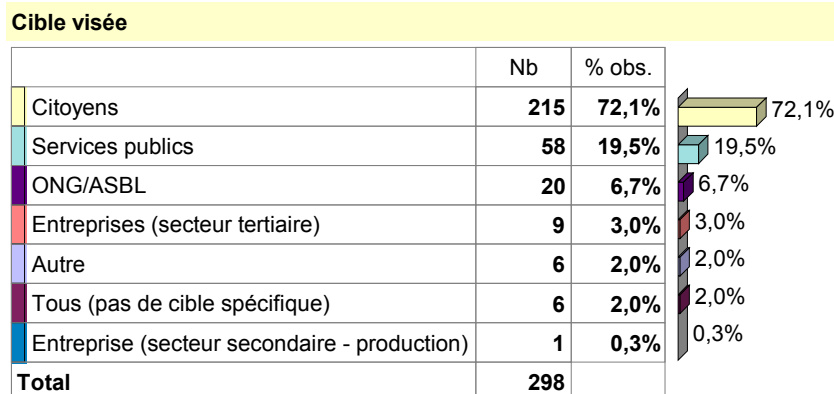 Cible visée
Nb % obs.
Citoyens 215 72,1% 72,1%
Services publics 58 19,5% 19,5%
ONG/ASBL 20 6,7% 6,7%
Entreprises (secteur tertiaire) 9 3,0% 3,0%
Autre 6 2,0% 2,0%
Tous (pas de cible spécifique) 6 2,0% 2,0%
Entreprise (secteur secondaire - production) 1 0,3% 0,3%
Total 298